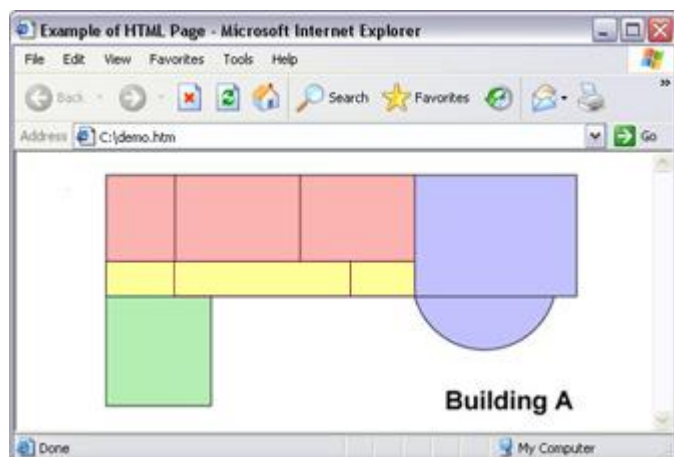 Example of HTML Page - Microsoft Internet Explorer
File Edit View Favorites Tools Help
Back Search Favorites »
Address C:\demo.htm Go
Building A
Done My Computer